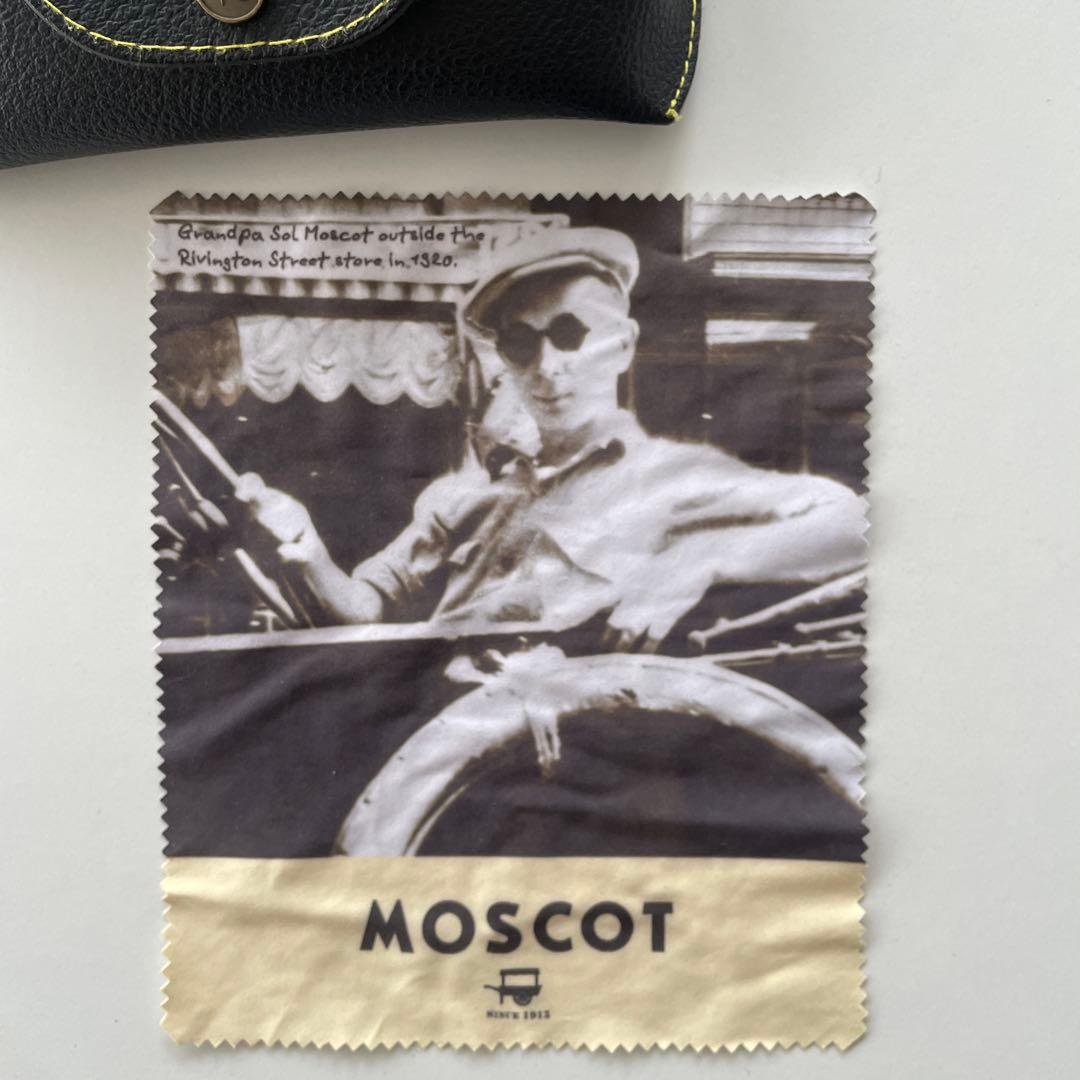 Grandpa Sol Moscot outside the
Rivington Street store in 1920.
MOSCOT
SINCE 1915